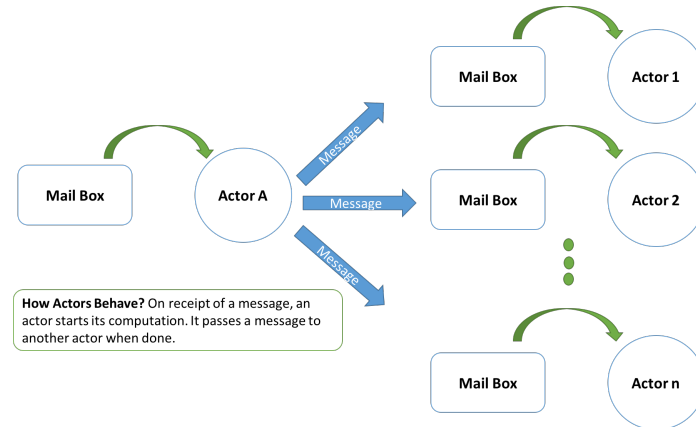 Mail Box
Actor 1
Message
Mail Box
Actor A
Message
Mail Box
Actor 2
Message
How Actors Behave? On receipt of a message, an
actor starts its computation. It passes a message to
another actor when done.
Mail Box
Actor n